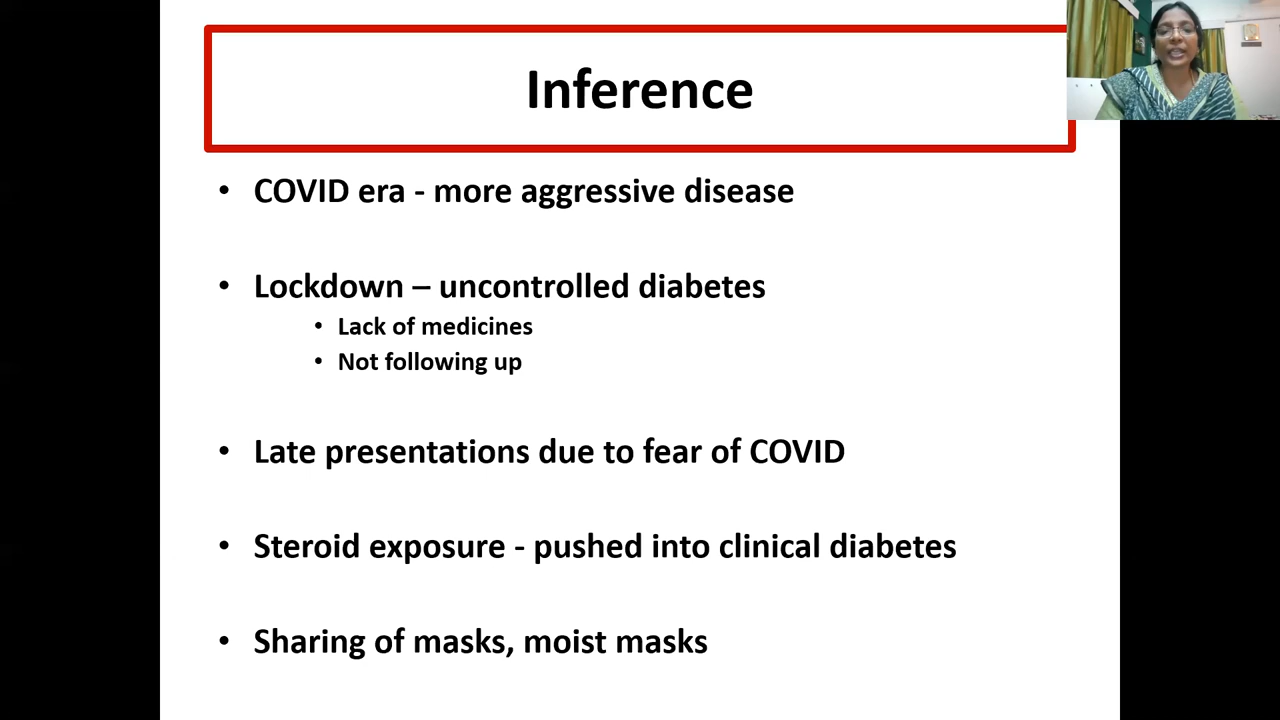 Inference
• COVID era - more aggressive disease
• Lockdown – uncontrolled diabetes
• Lack of medicines
• Not following up
• Late presentations due to fear of COVID
• Steroid exposure - pushed into clinical diabetes
• Sharing of masks, moist masks